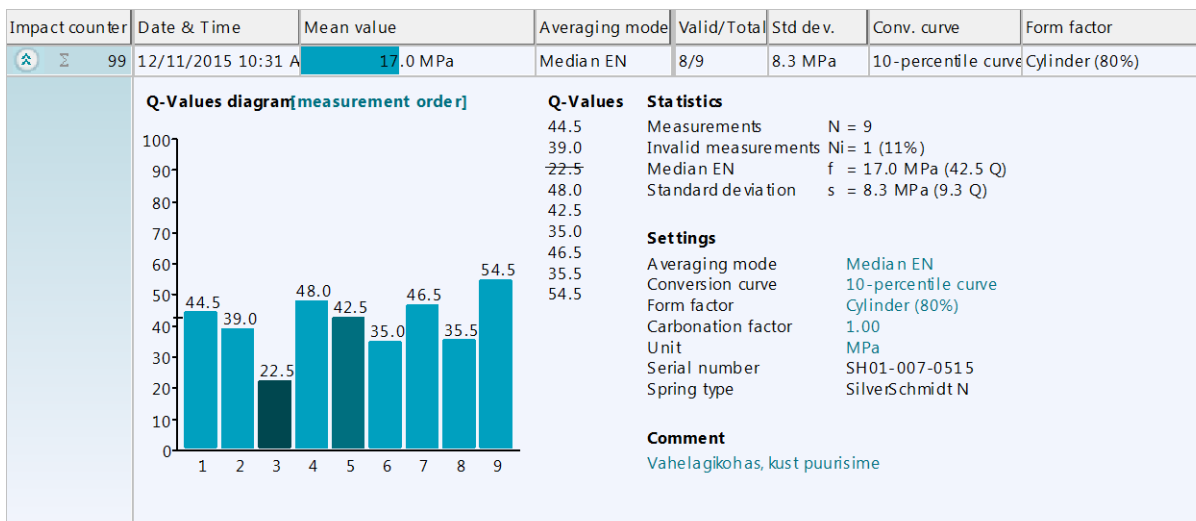 Impact counter Date & Time Mean value Averaging mode Valid/Total Std dev. Conv. curve Form factor
Σ 99 12/11/2015 10:31 A 17.0 MPa Median EN 8/9 8.3 MPa 10-percentile curve Cylinder (80%)
Q-Values diagram [measurement order]
100
90
80
70
60
50
40
30
20
10
0
44.5 39.0 22.5 48.0 42.5 35.0 46.5 35.5 54.5
1 2 3 4 5 6 7 8 9
Q-Values
44.5
39.0
22.5
48.0
42.5
35.0
46.5
35.5
54.5
Statistics
Measurements N = 9
Invalid measurements Ni = 1 (11%)
Median EN f = 17.0 MPa (42.5 Q)
Standard deviation s = 8.3 MPa (9.3 Q)
Settings
Averaging mode Median EN
Conversion curve 10-percentile curve
Form factor Cylinder (80%)
Carbonation factor 1.00
Unit MPa
Serial number SH01-007-0515
Spring type SilverSchmidt N
Comment
Vahelagikohas, kust puurisime